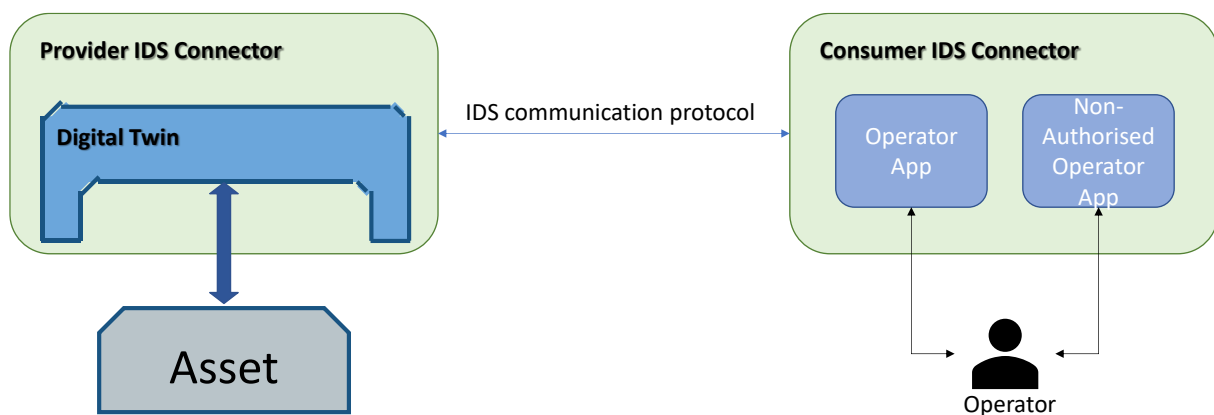 Provider IDS Connector
Digital Twin
Asset
IDS communication protocol
Consumer IDS Connector
Operator
App
Non-
Authorised
Operator
App
Operator